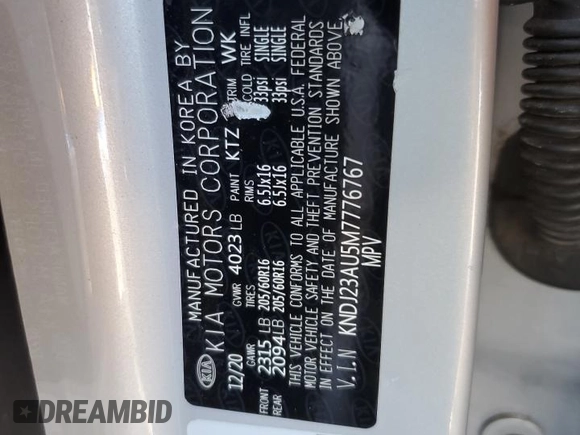 MANUFACTURED IN KOREA BY
KIA MOTORS CORPORATION
KIA
12/20 GVWR 4023 LB PAINT KTZ TRIM WK
GAWR TIRES RIMS COLD TIRE INFL
FRONT 2315 LB 205/60R16 6.5Jx16 33psi SINGLE
REAR 2094LB 205/60R16 6.5Jx16 33psi SINGLE
THIS VEHICLE CONFORMS TO ALL APPLICABLE U.S.A. FEDERAL
MOTOR VEHICLE SAFETY AND THEFT PREVENTION STANDARDS
IN EFFECT ON THE DATE OF MANUFACTURE SHOWN ABOVE.
V.I.N KNDJ23AU5M7776767
MPV
DREAMBID